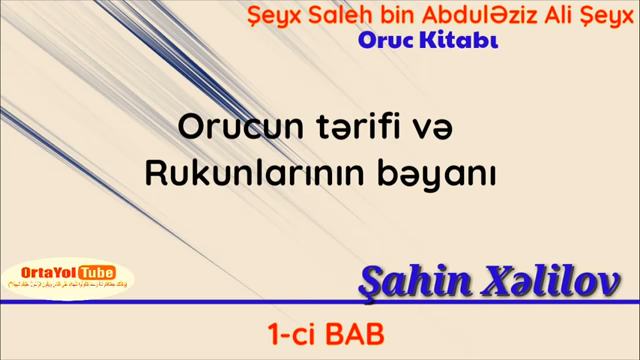 Şeyx Saleh bin AbdulƏziz Ali Şeyx
Oruc Kitabı
Orucun tərifi və
Rukunlarının bəyanı
OrtaYol Tube
Şahin Xəlilov
1-ci BAB